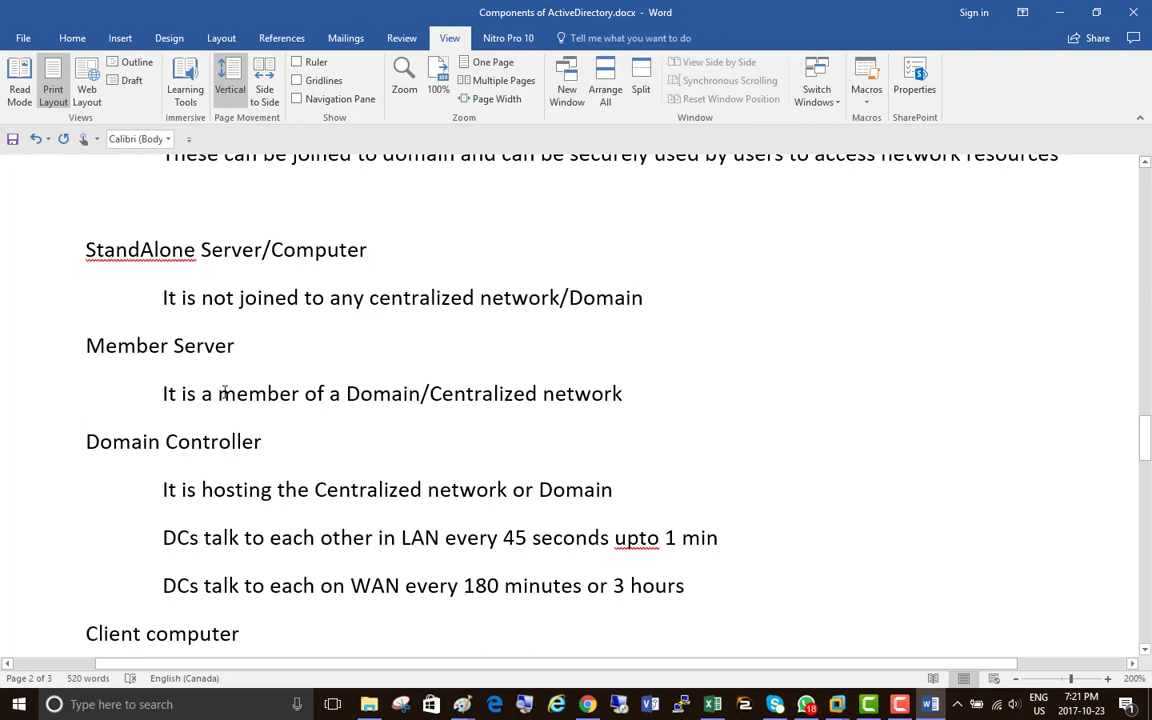 Components of ActiveDirectory.docx - Word
Sign in
File Home Insert Design Layout References Mailings Review View Nitro Pro 10 Tell me what you want to do Share
Read Mode
Print Layout
Web Layout
Outline
Draft
Views
Learning Tools
Immersive
Vertical
Side to Side
Page Movement
Ruler
Gridlines
Navigation Pane
Show
Zoom
100%
One Page
Multiple Pages
Page Width
Zoom
New Window
Arrange All
Split
View Side by Side
Synchronous Scrolling
Reset Window Position
Window
Switch Windows
Macros
Macros
Properties
SharePoint
Calibri (Body
These can be joined to domain and can be securely used by users to access network resources
StandAlone Server/Computer
It is not joined to any centralized network/Domain
Member Server
It is a member of a Domain/Centralized network
Domain Controller
It is hosting the Centralized network or Domain
DCs talk to each other in LAN every 45 seconds upto 1 min
DCs talk to each on WAN every 180 minutes or 3 hours
Client computer
Page 2 of 3 520 words English (Canada) 200%
Type here to search
18
ENG
US
7:21 PM
2017-10-23
1